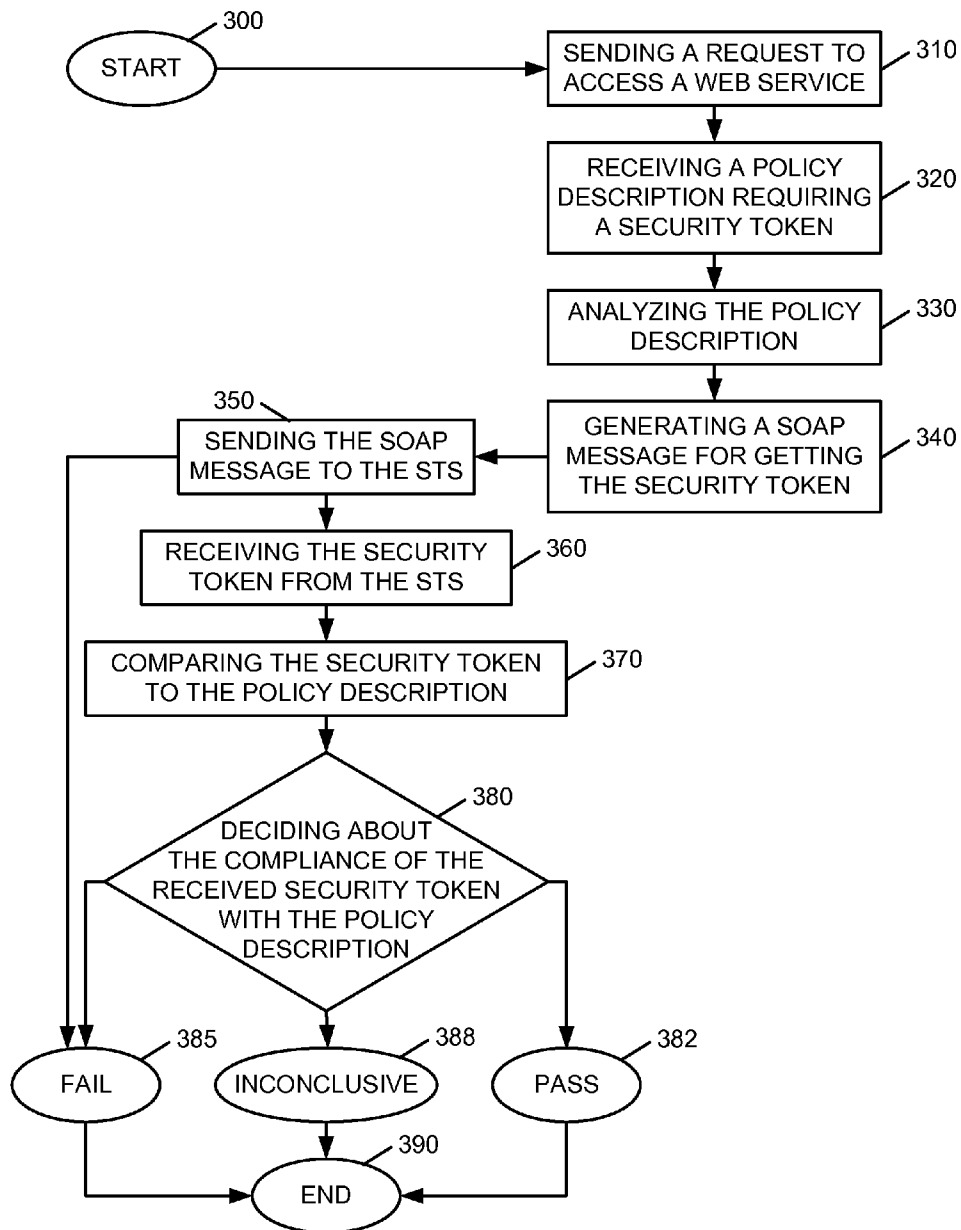 300
START
SENDING A REQUEST TO
ACCESS A WEB SERVICE
310
RECEIVING A POLICY
DESCRIPTION REQUIRING
A SECURITY TOKEN
320
ANALYZING THE POLICY
DESCRIPTION
330
GENERATING A SOAP
MESSAGE FOR GETTING
THE SECURITY TOKEN
340
350
SENDING THE SOAP
MESSAGE TO THE STS
RECEIVING THE SECURITY
TOKEN FROM THE STS
360
COMPARING THE SECURITY TOKEN
TO THE POLICY DESCRIPTION
370
380
DECIDING ABOUT
THE COMPLIANCE OF THE
RECEIVED SECURITY TOKEN
WITH THE POLICY
DESCRIPTION
385
FAIL
388
INCONCLUSIVE
382
PASS
390
END